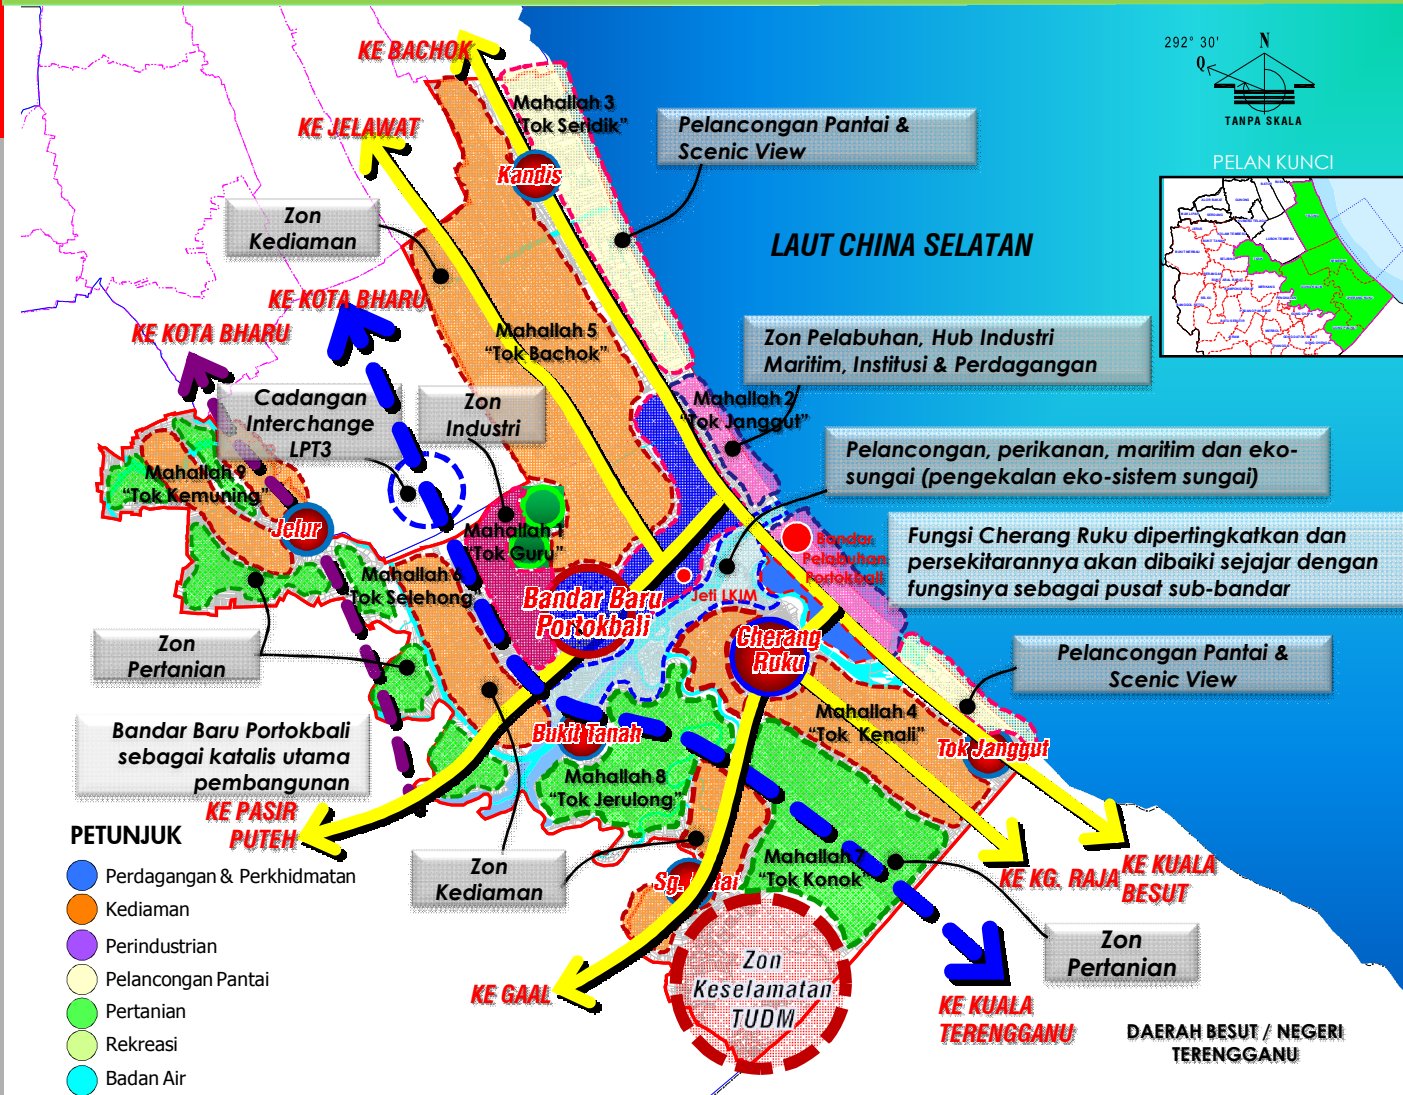 KE BACHOK
292° 30'
N
Q
TANPA SKALA
Mahallah 3
"Tok Seridik"
Pelancongan Pantai &
Scenic View
KE JELAWAT
PELAN KUNCI
Kandis
Zon
Kediaman
LAUT CHINA SELATAN
KE KOTA BHARU
KE KOTA BHARU
Mahallah 5
"Tok Bachok"
Zon Pelabuhan, Hub Industri
Maritim, Institusi & Perdagangan
Cadangan
Interchange
LPT3
Zon
Industri
Mahallah 2
"Tok Janggut"
Pelancongan, perikanan, maritim dan eko-
sungai (pengekalan eko-sistem sungai)
Mahallah 9
"Tok Kemuning"
Jelur
Mahallah 1
"Tok Guru"
Bandar
Pelabuhan
Portokbali
Fungsi Cherang Ruku dipertingkatkan dan
persekitarannya akan dibaiki sejajar dengan
fungsinya sebagai pusat sub-bandar
Mahallah 6
"Tok Selehong"
Jeti LKIM
Bandar Baru
Portokbali
Cherang
Ruku
Zon
Pertanian
Pelancongan Pantai &
Scenic View
Bandar Baru Portokbali
sebagai katalis utama
pembangunan
Bukit Tanah
Mahallah 4
"Tok Kenali"
Tok Janggut
Mahallah 8
"Tok Jerulong"
KE PASIR
PUTEH
Zon
Kediaman
Mahallah 7
"Tok Konok"
KE KG. RAJA
KE KUALA
BESUT
Sg.
Zon
Pertanian
Zon
Keselamatan
TUDM
KE GAAL
KE KUALA
TERENGGANU
DAERAH BESUT / NEGERI
TERENGGANU
PETUNJUK
Perdagangan & Perkhidmatan
Kediaman
Perindustrian
Pelancongan Pantai
Pertanian
Rekreasi
Badan Air